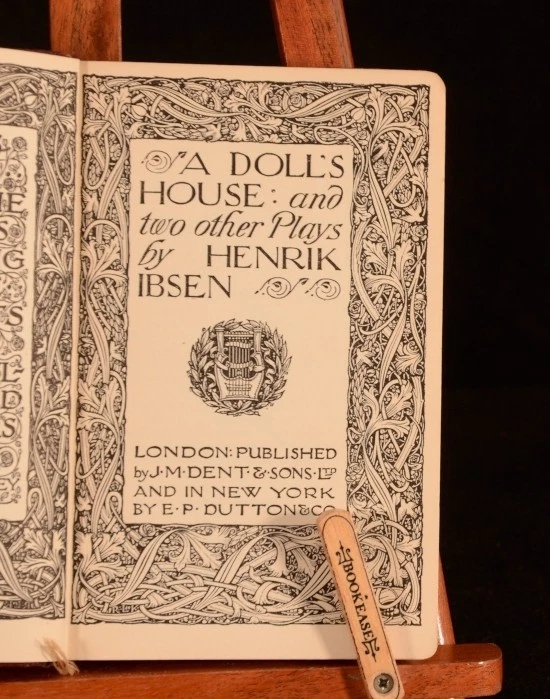 A DOLL'S
HOUSE: and
two other Plays
by HENRIK
IBSEN
LONDON: PUBLISHED
by J·M·DENT·&·SONS·LTD
AND IN NEW YORK
BY E·P·DUTTON&CO
BOOKEASEL